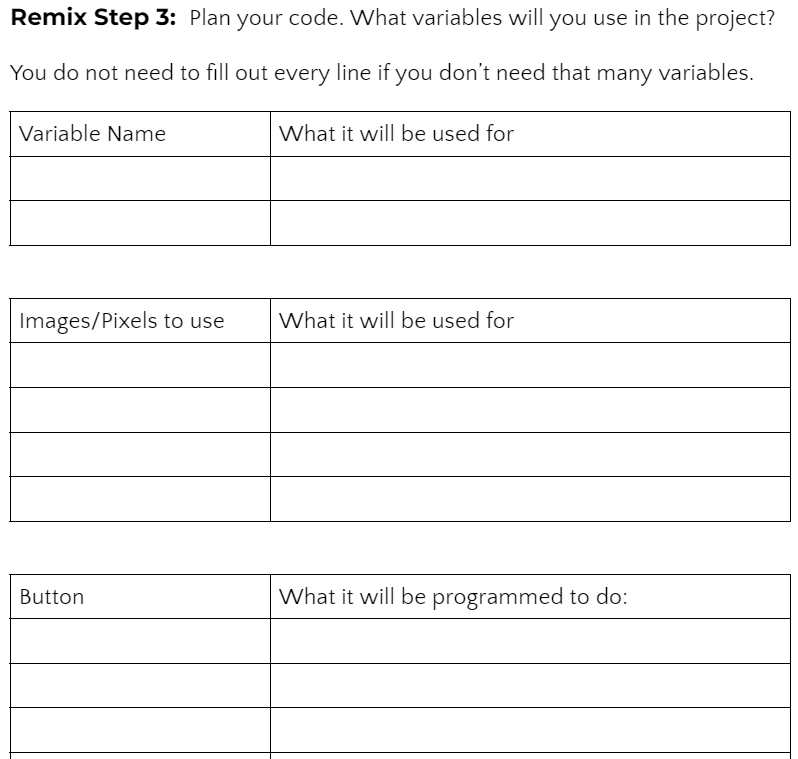 Remix Step 3: Plan your code. What variables will you use in the project?
You do not need to fill out every line if you don't need that many variables.
Variable Name What it will be used for
Images/Pixels to use What it will be used for
Button What it will be programmed to do: